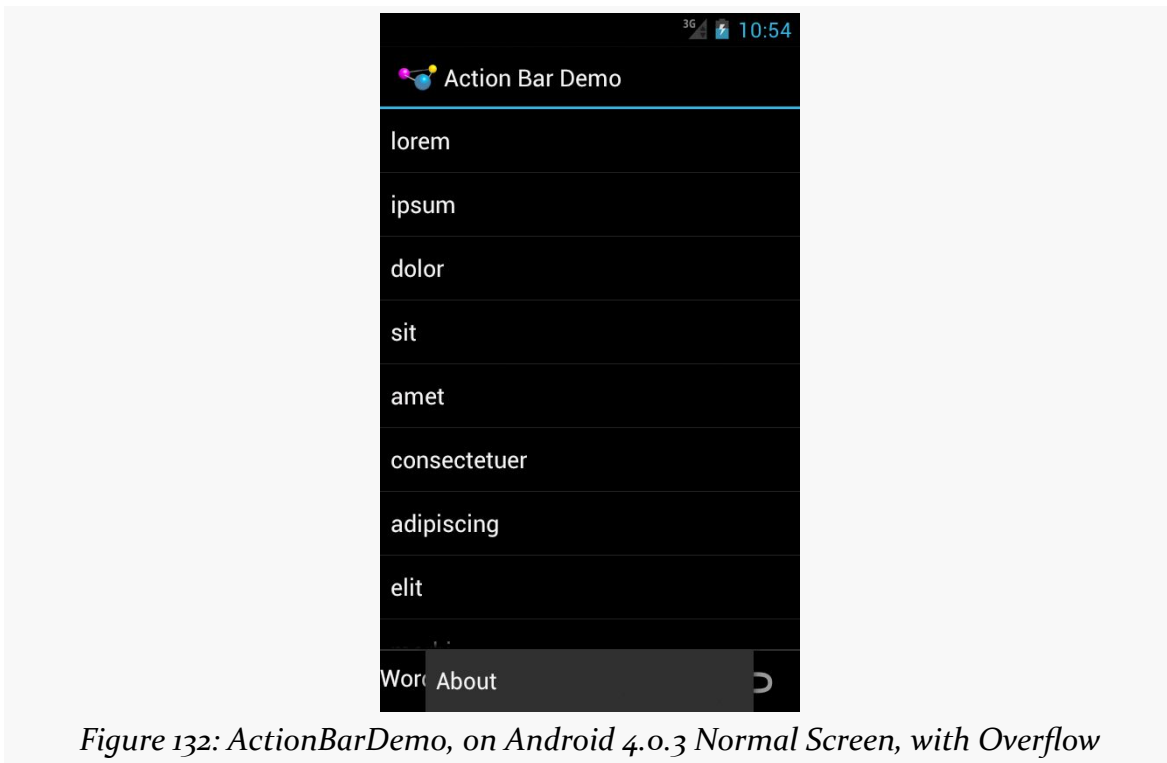 3G 10:54
Action Bar Demo
lorem
ipsum
dolor
sit
amet
consectetuer
adipiscing
elit
About
Figure 132: ActionBarDemo, on Android 4.0.3 Normal Screen, with Overflow